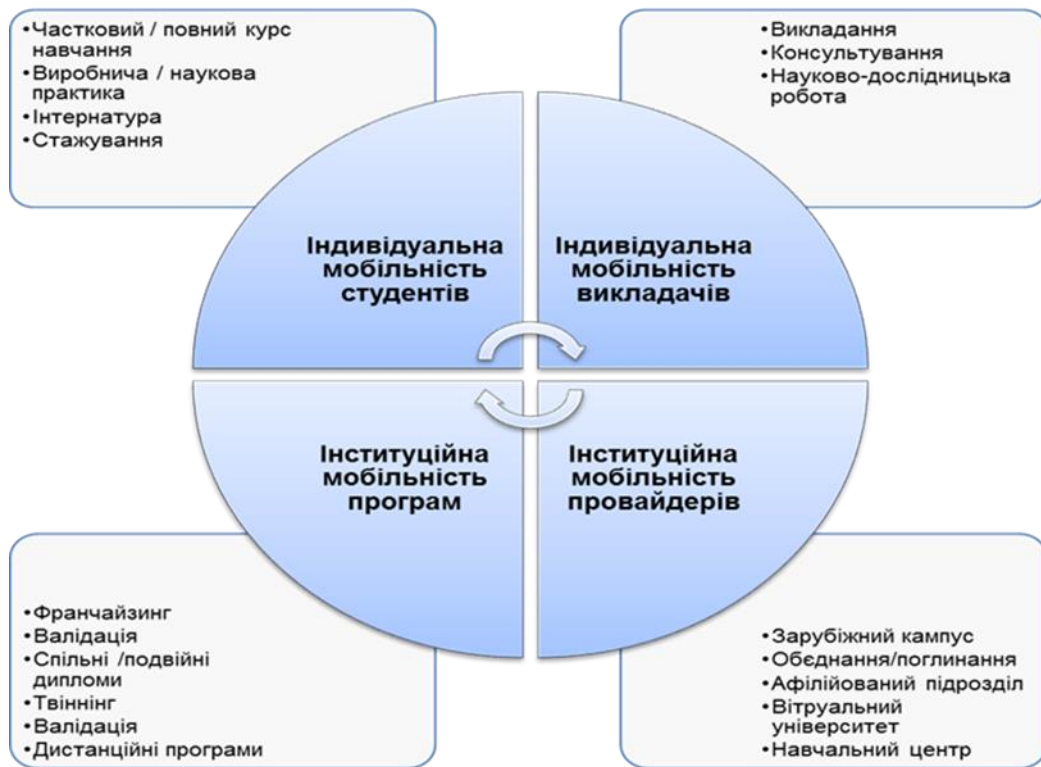 •Частковий / повний курс
навчання
•Виробнича / наукова
практика
•Інтернатура
•Стажування
•Викладання
•Консультування
•Науково-дослідницька
робота
Індивідуальна
мобільність
студентів
Індивідуальна
мобільність
викладачів
Інституційна
мобільність
програм
Інституційна
мобільність
провайдерів
•Франчайзинг
•Валідація
•Спільні /подвійні
дипломи
•Твіннінг
•Валідація
•Дистанційні програми
•Зарубіжний кампус
•Обєднання/поглинання
•Афілійований підрозділ
•Вітруальний
університет
•Навчальний центр